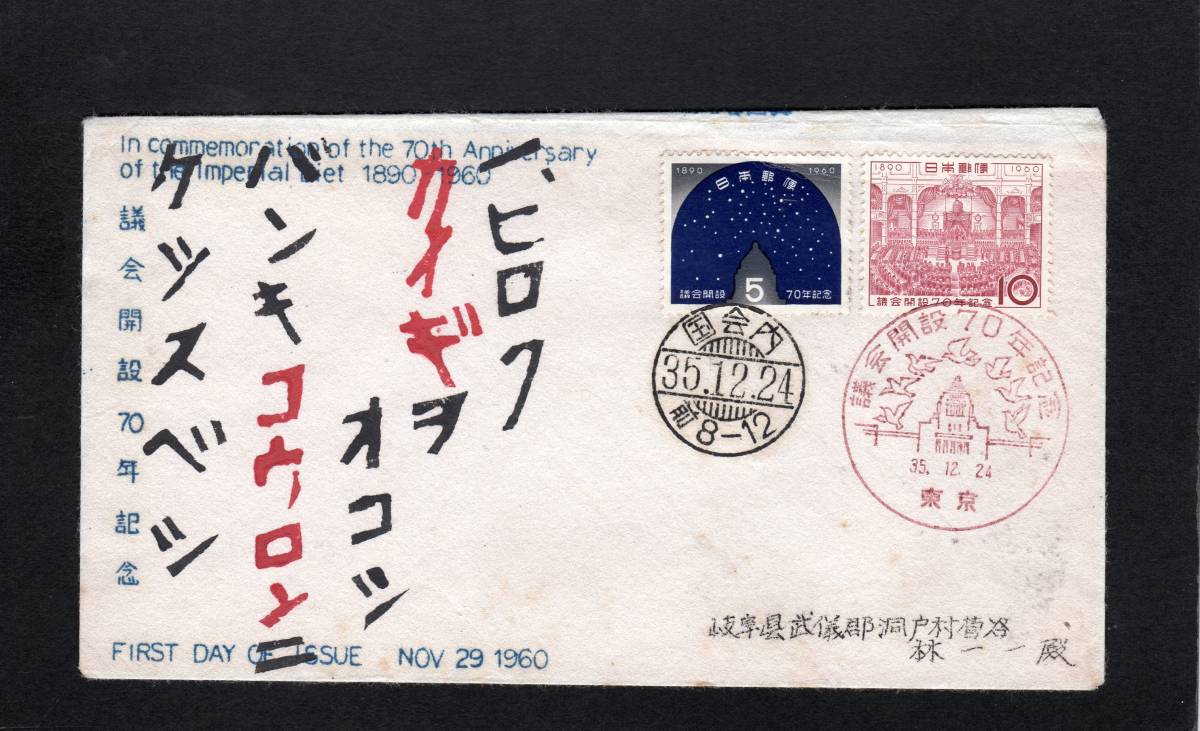 In commemoration of the 70th Anniversary
of the Imperial Diet 1890 1960
議会開設70年記念
一、ヒロク
カイギヲ
オコシ
バンキコウロンニ
ケッスベシ
FIRST DAY OF ISSUE NOV 29 1960
1890 1960
日本郵便
議会開設 5 70年記念
1890 1960
日本郵便
議会開設70年記念 10
国会内
35.12.24
前8-12
議会開設70年記念
35. 12. 24
東京
岐阜县武儀郡洞戸村
林一一殿